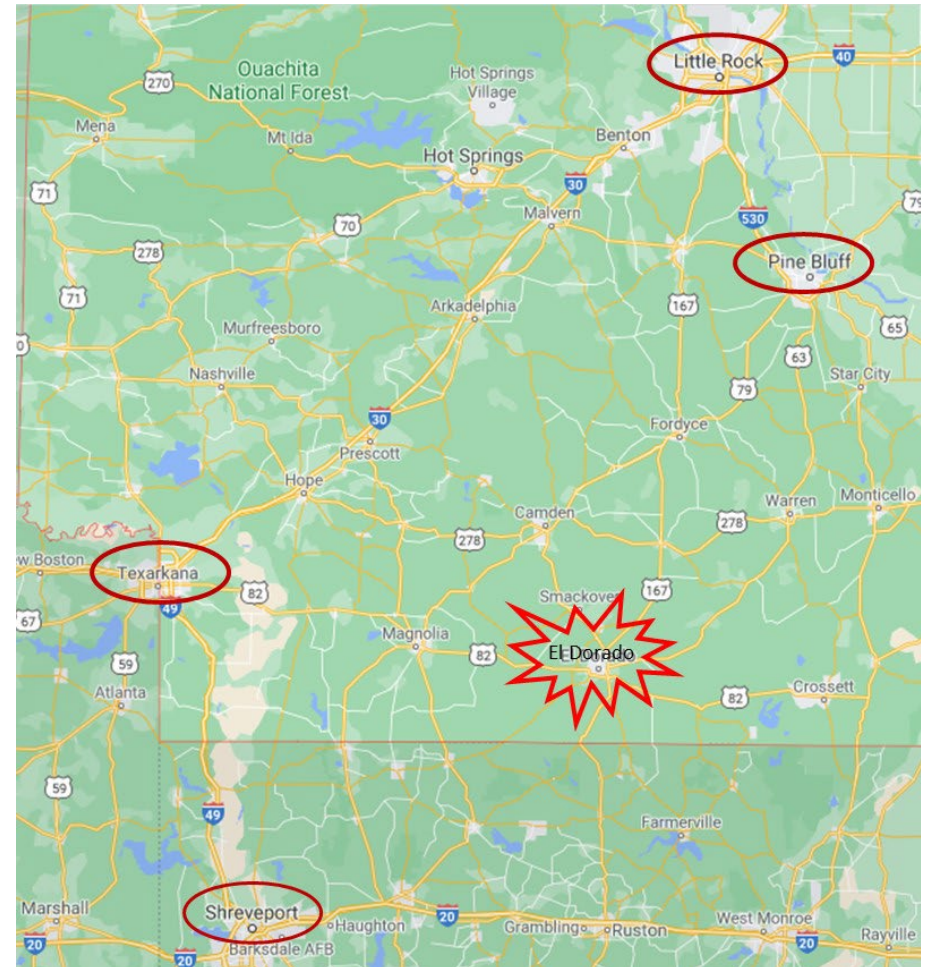 Little Rock
40
Ouachita
National Forest
270
Hot Springs
Village
Mena
Mt Ida
Benton
Hot Springs
30
71
Malvern
79
530
70
278
Pine Bluff
71
Arkadelphia
167
Murfreesboro
65
0
63
Nashville
Star City
79
30
Fordyce
Prescott
Hope
Warren
Monticello
Camden
278
278
w Boston
Texarkana
82
167
Smackover
49
67
Magnolia
El Dorado
El Dorado
82
59
Atlanta
82
Crossett
59
49
Farmerville
Marshall
Shreveport
Haughton
20
Grambling
Ruston
West Monroe
Rayville
20
20
Barksdale AFB
20